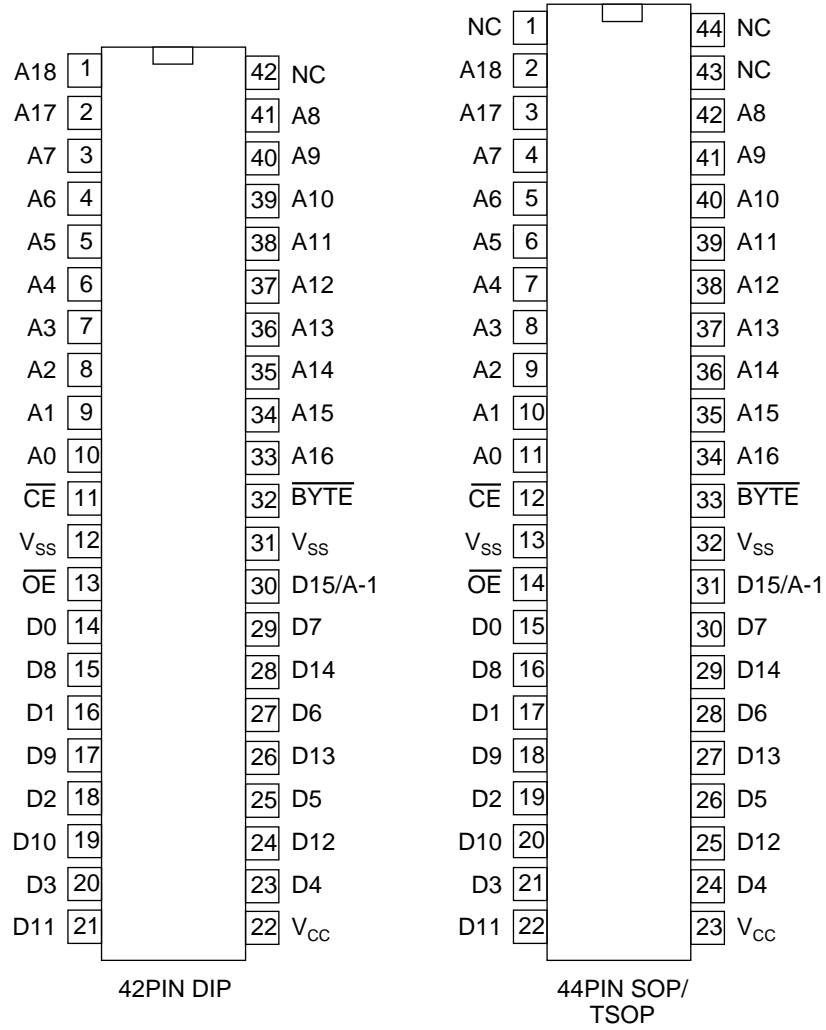 A18 1 42 NC
A17 2 41 A8
A7 3 40 A9
A6 4 39 A10
A5 5 38 A11
A4 6 37 A12
A3 7 36 A13
A2 8 35 A14
A1 9 34 A15
A0 10 33 A16
CE 11 32 BYTE
VSS 12 31 VSS
OE 13 30 D15/A-1
D0 14 29 D7
D8 15 28 D14
D1 16 27 D6
D9 17 26 D13
D2 18 25 D5
D10 19 24 D12
D3 20 23 D4
D11 21 22 VCC
42PIN DIP
NC 1 44 NC
A18 2 43 NC
A17 3 42 A8
A7 4 41 A9
A6 5 40 A10
A5 6 39 A11
A4 7 38 A12
A3 8 37 A13
A2 9 36 A14
A1 10 35 A15
A0 11 34 A16
CE 12 33 BYTE
VSS 13 32 VSS
OE 14 31 D15/A-1
D0 15 30 D7
D8 16 29 D14
D1 17 28 D6
D9 18 27 D13
D2 19 26 D5
D10 20 25 D12
D3 21 24 D4
D11 22 23 VCC
44PIN SOP/
TSOP